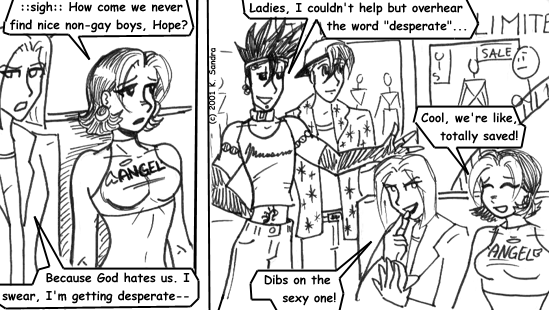 ::sigh:: How come we never
find nice non-gay boys, Hope?
ANGEL
Because God hates us. I
swear, I'm getting desperate--
(c) 2001 K. Sandra
Ladies, I couldn't help but overhear
the word "desperate"...
LIMITE
SALE
Cool, we're like,
totally saved!
Dibs on the
sexy one!
ANGEL